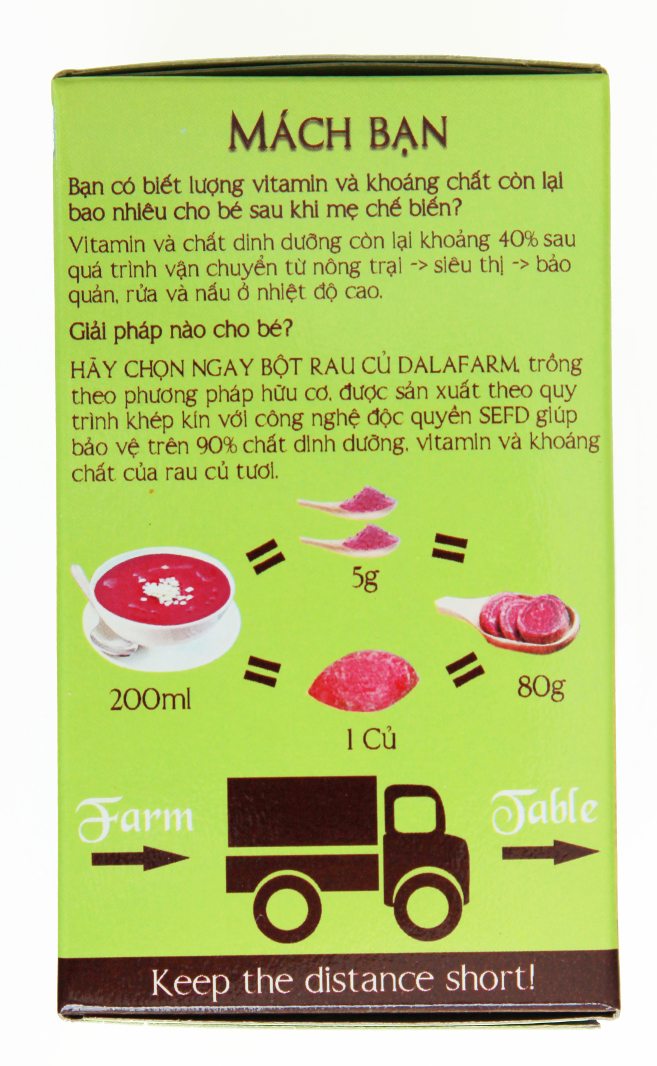 MÁCH BẠN
Bạn có biết lượng vitamin và khoáng chất còn lại
bao nhiêu cho bé sau khi mẹ chế biến?
Vitamin và chất dinh dưỡng còn lại khoảng 40% sau
quá trình vận chuyển từ nông trại -> siêu thị -> bảo
quản, rửa và nấu ở nhiệt độ cao.
Giải pháp nào cho bé?
HÃY CHỌN NGAY BỘT RAU CỦ DALAFARM, trồng
theo phương pháp hữu cơ, được sản xuất theo quy
trình khép kín với công nghệ độc quyền SEFD giúp
bảo vệ trên 90% chất dinh dưỡng, vitamin và khoáng
chất của rau củ tươi.
= =
5g
200ml = = 80g
1 Củ
Farm Table
Keep the distance short!